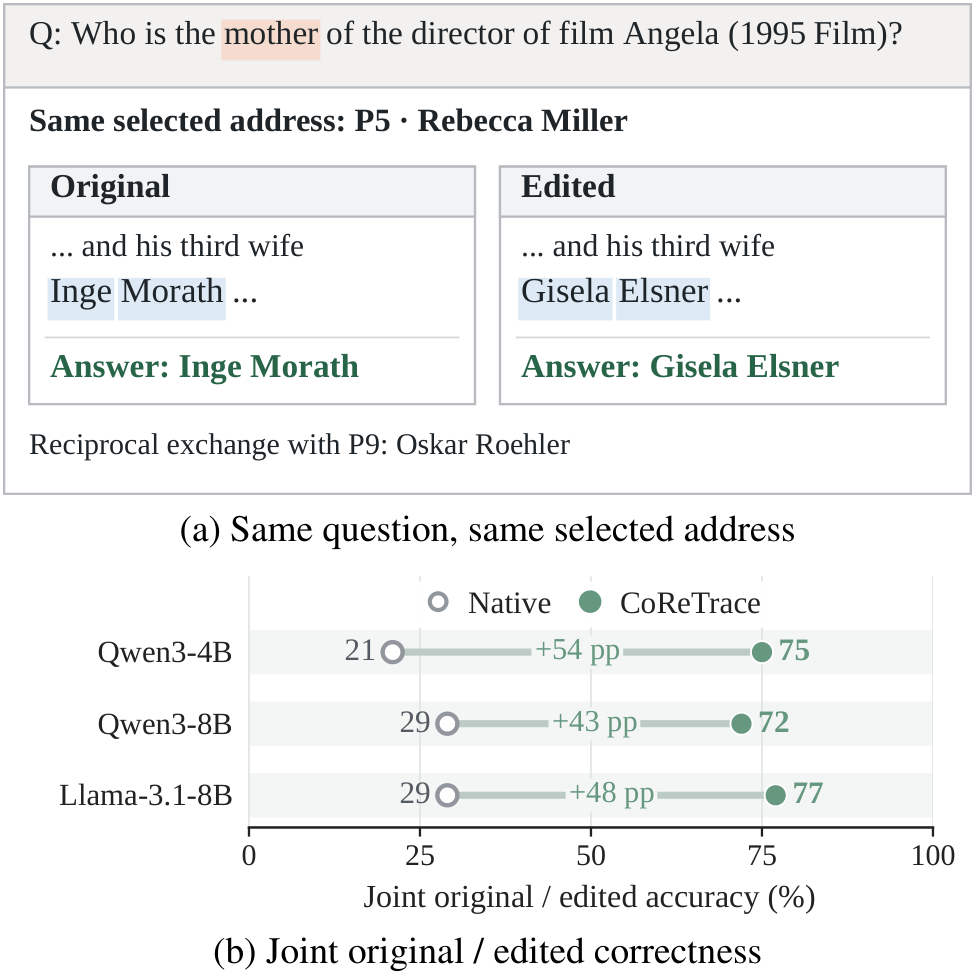 Q: Who is the mother of the director of film Angela (1995 Film)?
Same selected address: P5 · Rebecca Miller
Original
... and his third wife
Inge Morath ...
Answer: Inge Morath
Edited
... and his third wife
Gisela Elsner ...
Answer: Gisela Elsner
Reciprocal exchange with P9: Oskar Roehler
(a) Same question, same selected address
Native CoReTrace
Qwen3-4B 21 +54 pp 75
Qwen3-8B 29 +43 pp 72
Llama-3.1-8B 29 +48 pp 77
0 25 50 75 100
Joint original / edited accuracy (%)
(b) Joint original / edited correctness